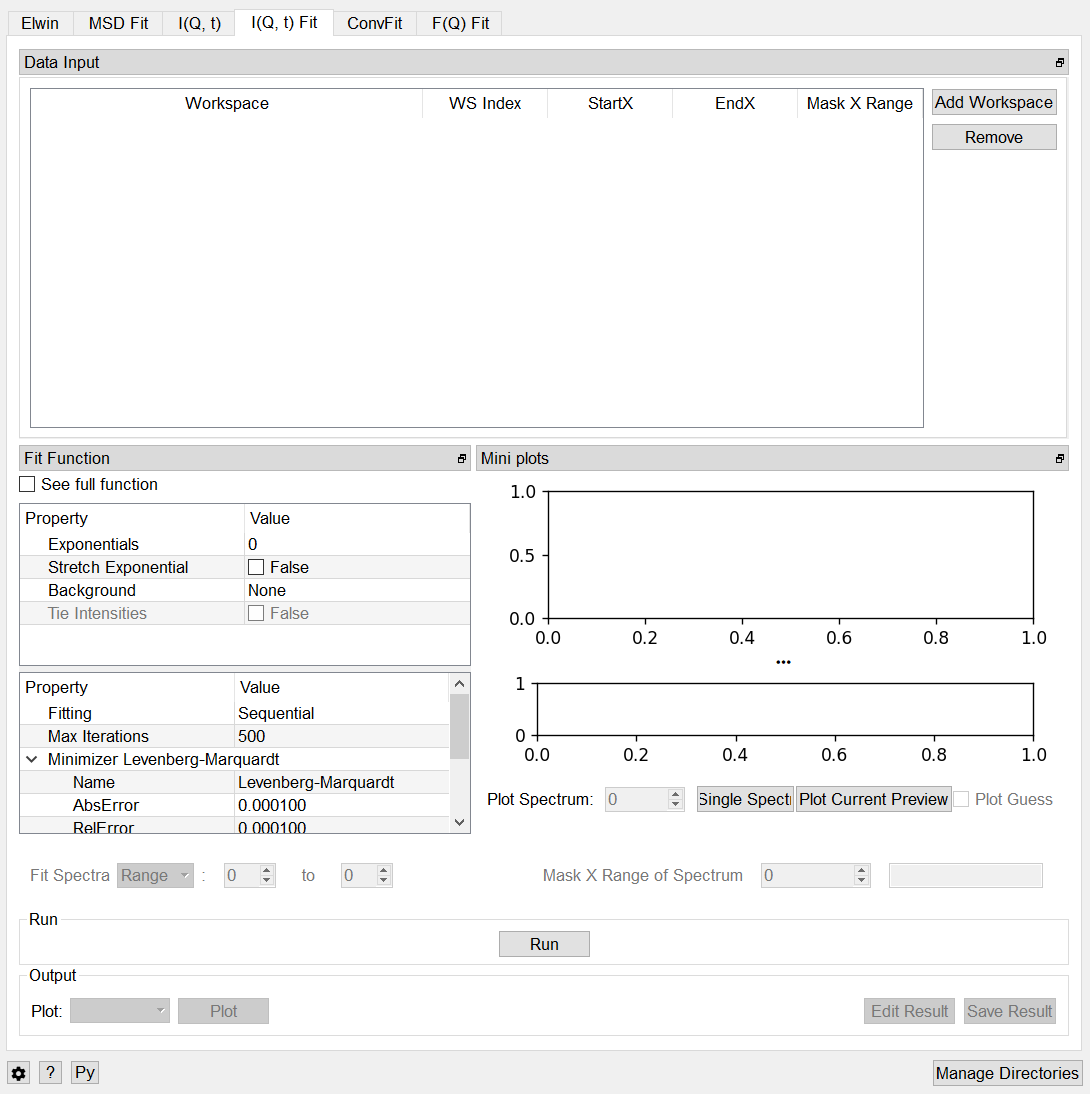 Elwin MSD Fit I(Q, t) I(Q, t) Fit ConvFit F(Q) Fit
Data Input
Workspace WS Index StartX EndX Mask X Range
Add Workspace
Remove
Fit Function
See full function
Property Value
Exponentials 0
Stretch Exponential False
Background None
Tie Intensities False
Property Value
Fitting Sequential
Max Iterations 500
Minimizer Levenberg-Marquardt
Name Levenberg-Marquardt
AbsError 0.000100
RelError 0.000100
Mini plots
1.0
0.5
0.0
0.0 0.2 0.4 0.6 0.8 1.0
...
1
0
0.0 0.2 0.4 0.6 0.8 1.0
Plot Spectrum: 0 Single Spectr Plot Current Preview Plot Guess
Fit Spectra Range : 0 to 0 Mask X Range of Spectrum 0
Run
Run
Output
Plot: Plot Edit Result Save Result
? Py Manage Directories